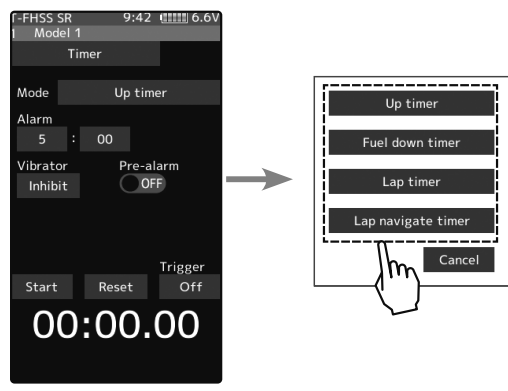 T-FHSS SR 9:42 6.6V
1 Model 1
Timer
Mode Up timer
Alarm
5 : 00
Vibrator Pre-alarm
Inhibit OFF
Trigger
Start Reset Off
00:00.00
Up timer
Fuel down timer
Lap timer
Lap navigate timer
Cancel